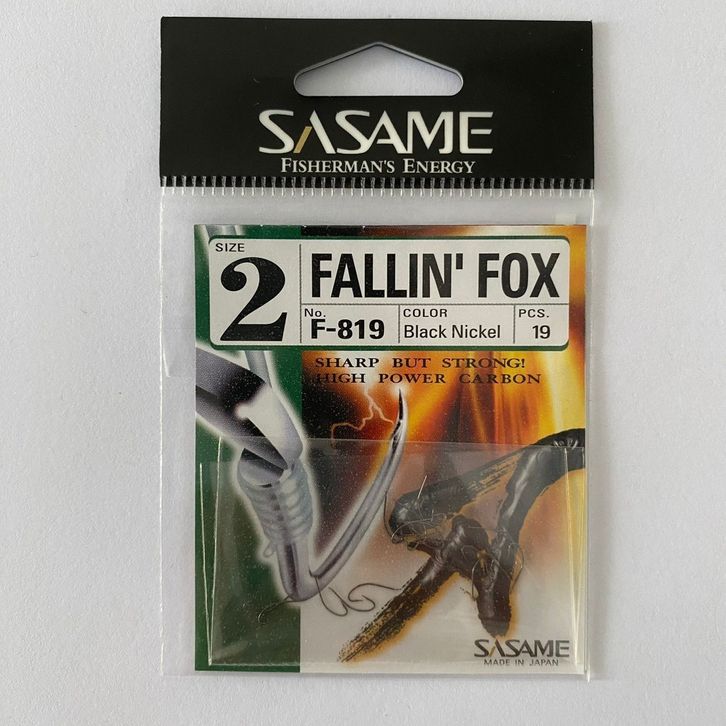 SASAME
FISHERMAN'S ENERGY
SIZE
2
FALLIN' FOX
No.
F-819
COLOR
Black Nickel
PCS.
19
SHARP BUT STRONG!
HIGH POWER CARBON
SASAME
MADE IN JAPAN